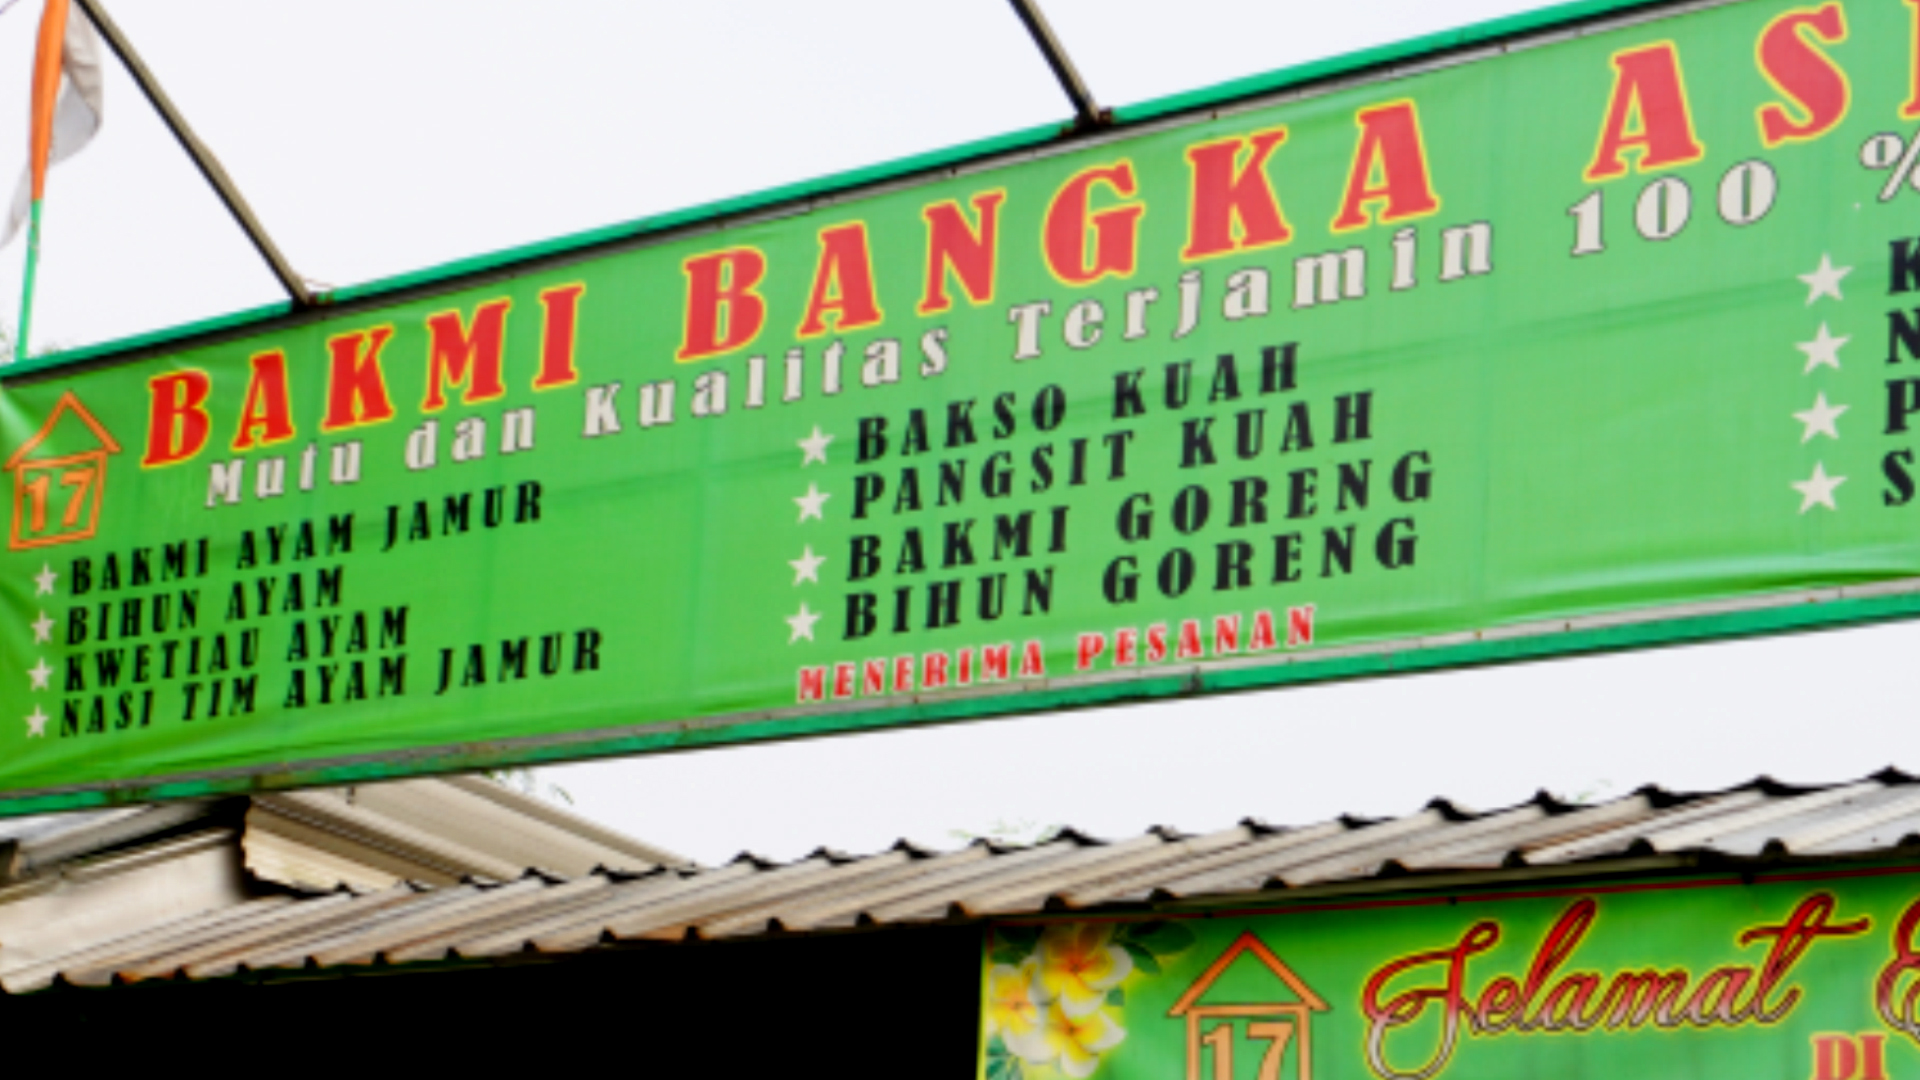 BAKMI BANGKA AS
Mutu dan Kualitas Terjamin 100 %
17
BAKMI AYAM JAMUR
BIHUN AYAM
KWETIAU AYAM
NASI TIM AYAM JAMUR
BAKSO KUAH
PANGSIT KUAH
BAKMI GORENG
BIHUN GORENG
MENERIMA PESANAN
K
N
P
S
17
Selamat
DI